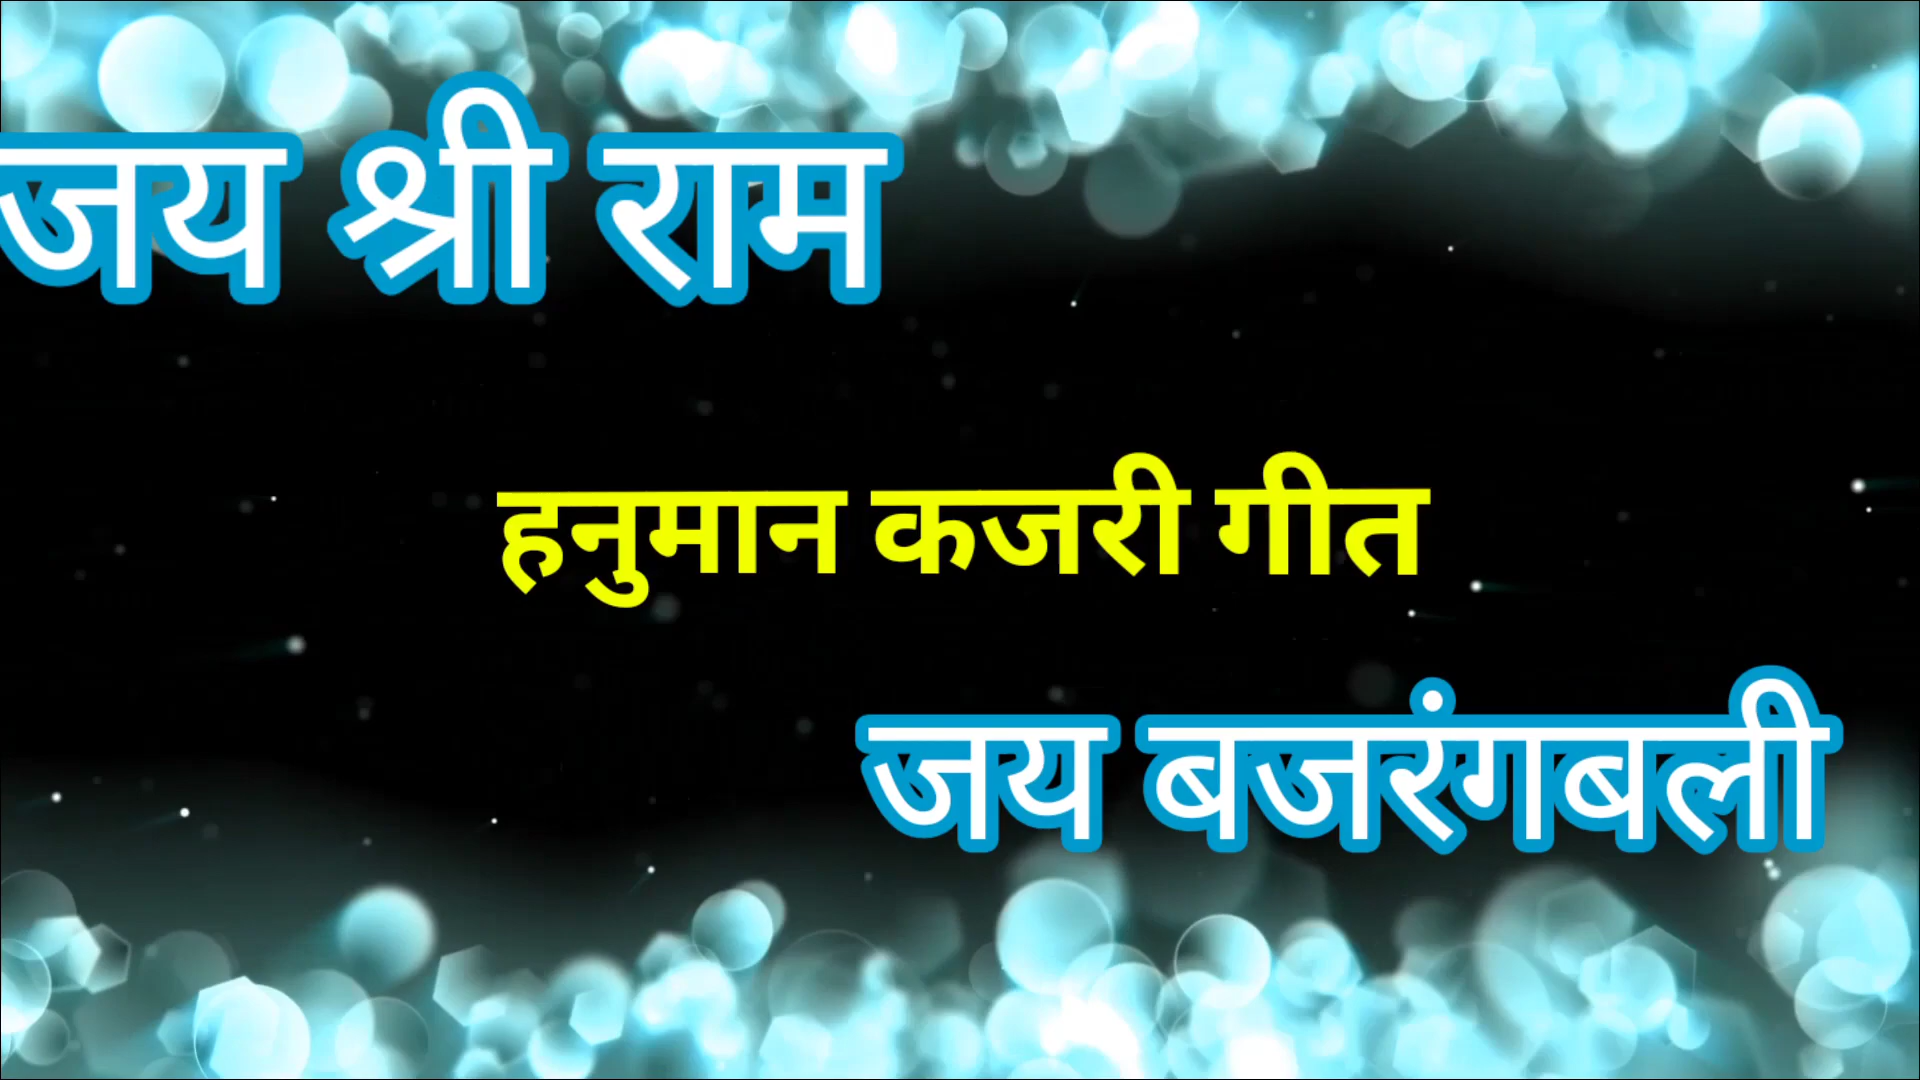 जय श्री राम
हनुमान कजरी गीत
जय बजरंगबली